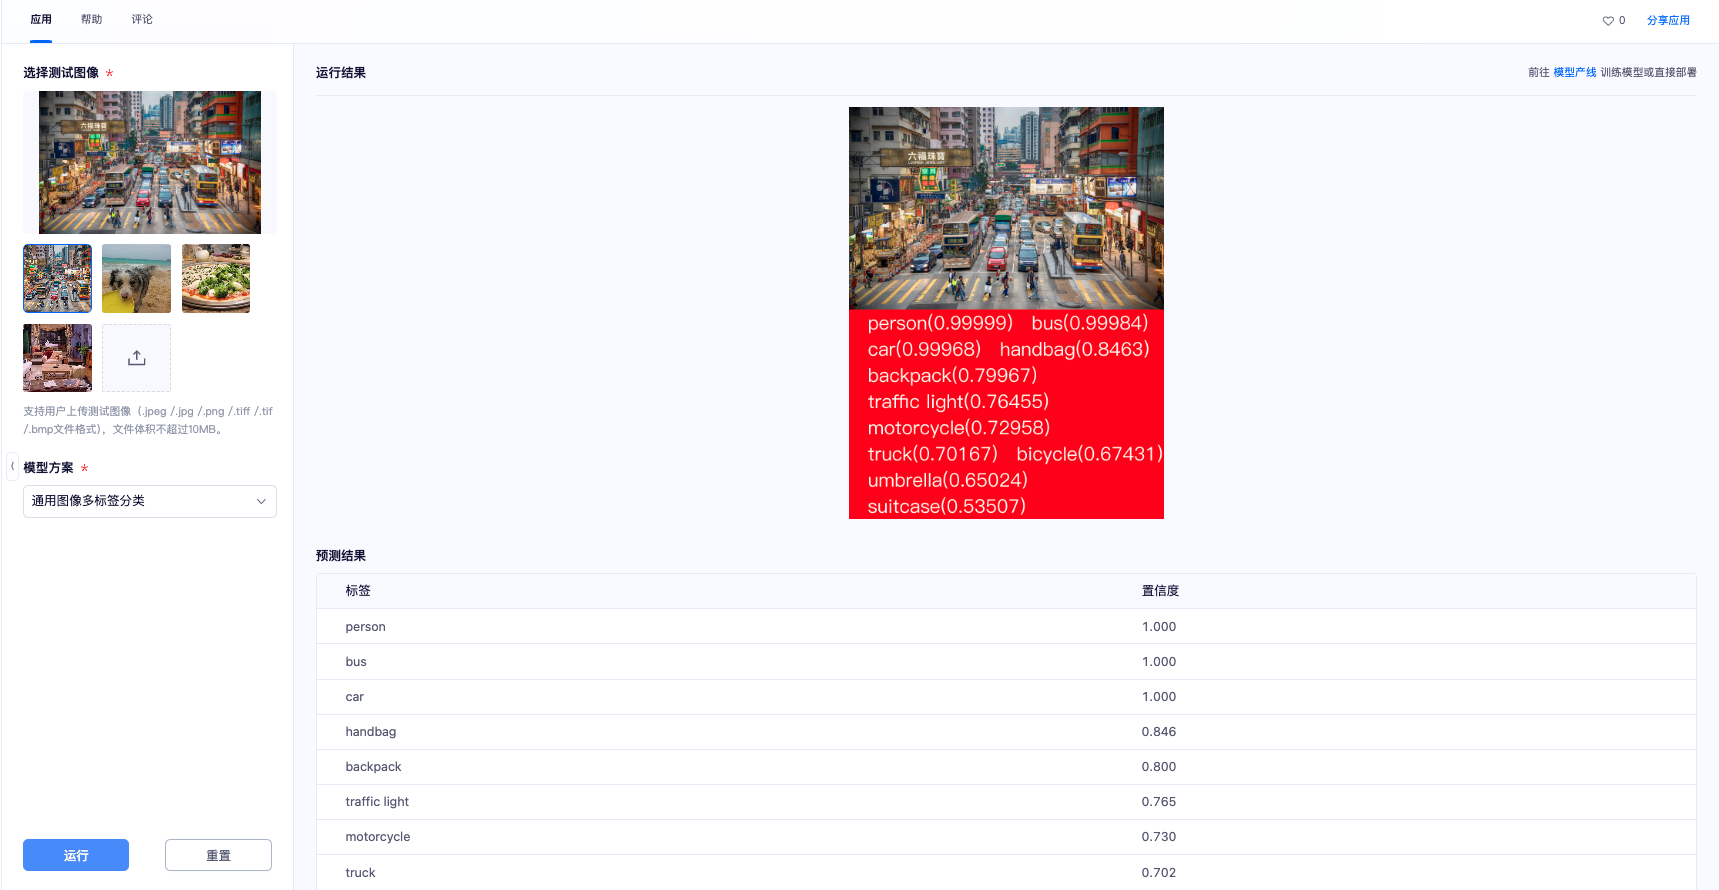 应用 帮助 评论
0 分享应用
选择测试图像 *
六福珠寶
支持用户上传测试图像（.jpeg /.jpg /.png /.tiff /.tif
/.bmp文件格式)，文件体积不超过10MB。
模型方案 *
通用图像多标签分类
运行 重置
运行结果
前往 模型产线 训练模型或直接部署
六福珠寶
person(0.99999) bus(0.99984)
car(0.99968) handbag(0.8463)
backpack(0.79967)
traffic light(0.76455)
motorcycle(0.72958)
truck(0.70167) bicycle(0.67431)
umbrella(0.65024)
suitcase(0.53507)
预测结果
标签 置信度
person 1.000
bus 1.000
car 1.000
handbag 0.846
backpack 0.800
traffic light 0.765
motorcycle 0.730
truck 0.702